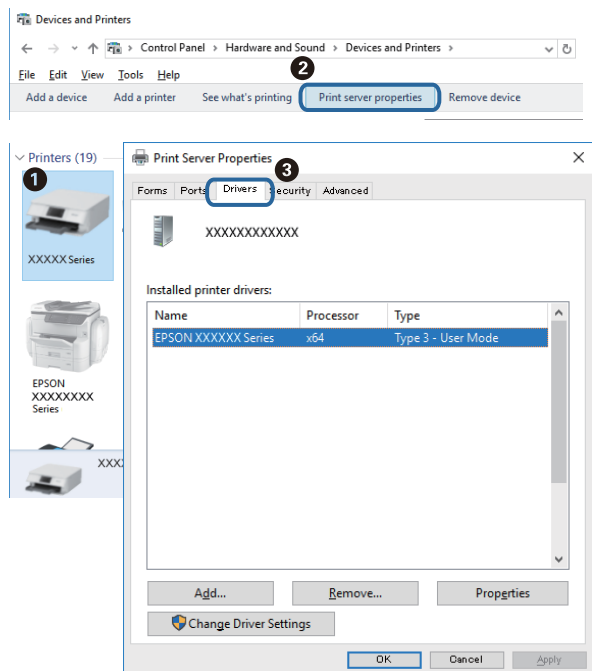 Devices and Printers
Control Panel > Hardware and Sound > Devices and Printers >
2
File Edit View Tools Help
Add a device Add a printer See what's printing Print server properties Remove device
Printers (19)
1
XXXXX Series
EPSON
XXXXXXXX
Series
XXX
Print Server Properties
3
Forms Ports Drivers ecurity Advanced
XXXXXXXXXXXX
Installed printer drivers:
Name Processor Type
EPSON XXXXXX Series x64 Type 3 - User Mode
Add... Remove... Properties
Change Driver Settings
OK Cancel Apply